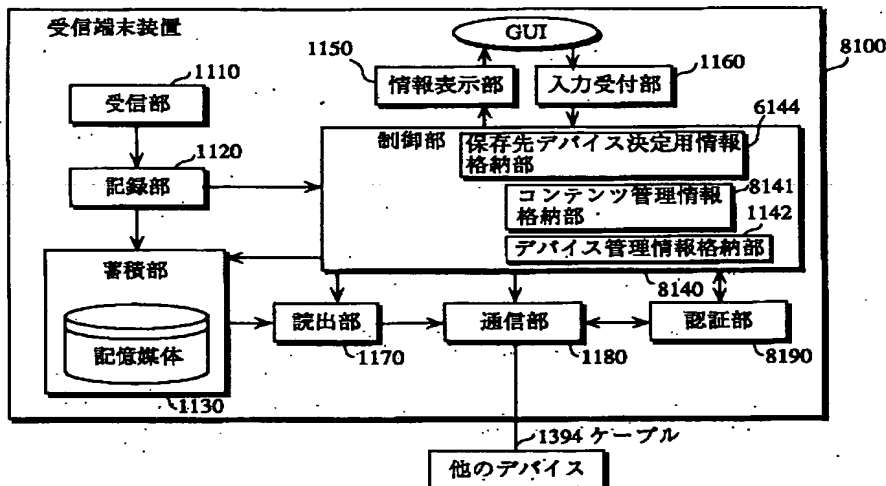 受信端末装置
GUI
8100
1150
情報表示部
入力受付部
1160
1110
受信部
制御部
6144
保存先デバイス決定用情報
格納部
1120
記録部
8141
コンテンツ管理情報
格納部
1142
デバイス管理情報格納部
8140
蓄積部
記憶媒体
1130
読出部
1170
通信部
1180
認証部
8190
1394 ケーブル
他のデバイス